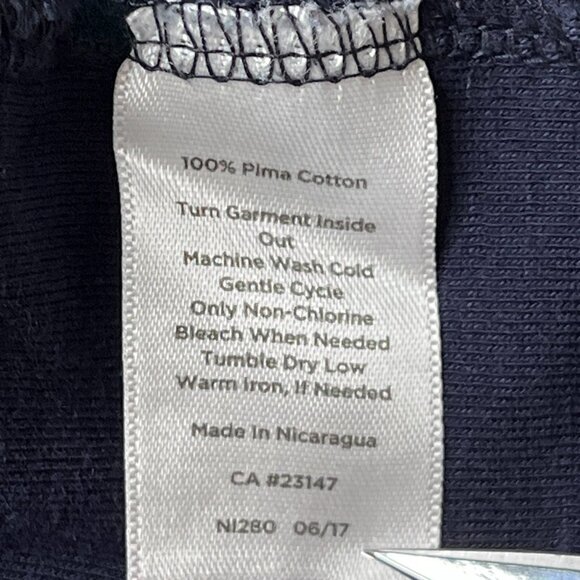 100% Pima Cotton
Turn Garment Inside
Out
Machine Wash Cold
Gentle Cycle
Only Non-Chlorine
Bleach When Needed
Tumble Dry Low
Warm Iron, If Needed
Made In Nicaragua
CA #23147
NI280 06/17